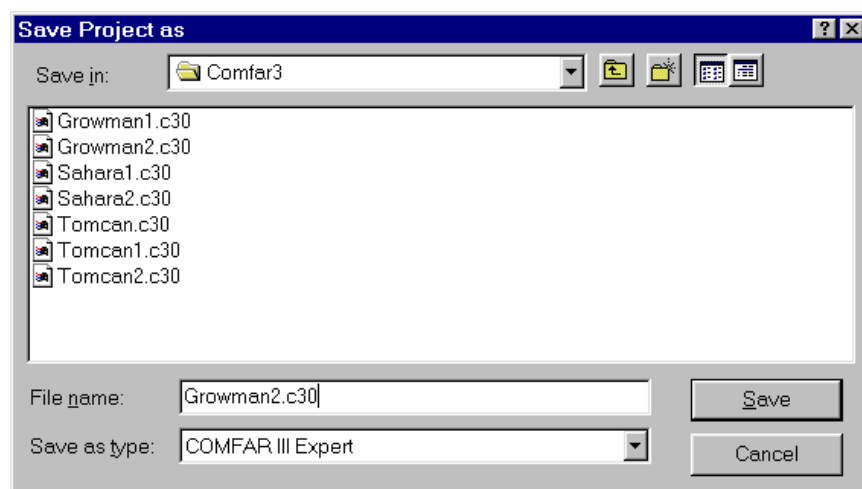 Save Project as
Save in: Comfar3
Growman1.c30
Growman2.c30
Sahara1.c30
Sahara2.c30
Tomcan.c30
Tomcan1.c30
Tomcan2.c30
File name: Growman2.c30 Save
Save as type: COMFAR III Expert Cancel